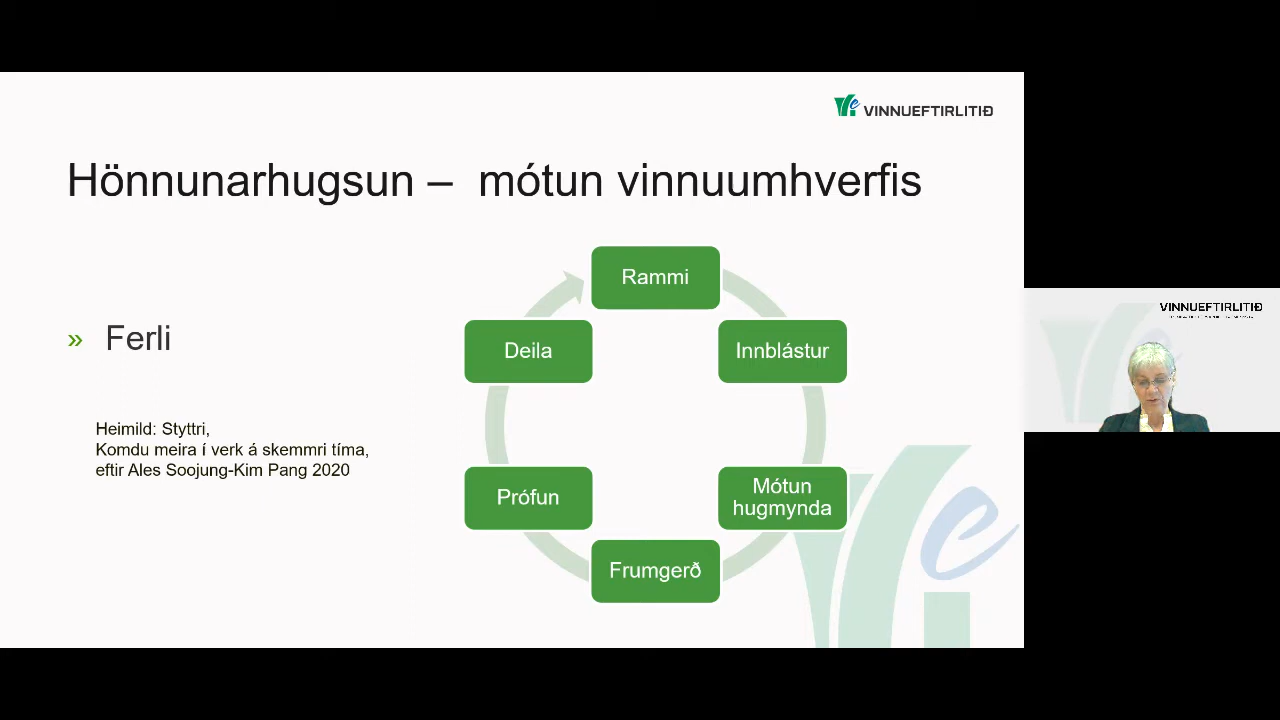 VINNUEFTIRLITIÐ
Hönnunarhugsun – mótun vinnuumhverfis
» Ferli
Heimild: Styttri,
Komdu meira í verk á skemmri tíma,
eftir Ales Soojung-Kim Pang 2020
Rammi
Innblástur
Mótun
hugmynda
Frumgerð
Prófun
Deila
VINNUEFTIRLITIÐ